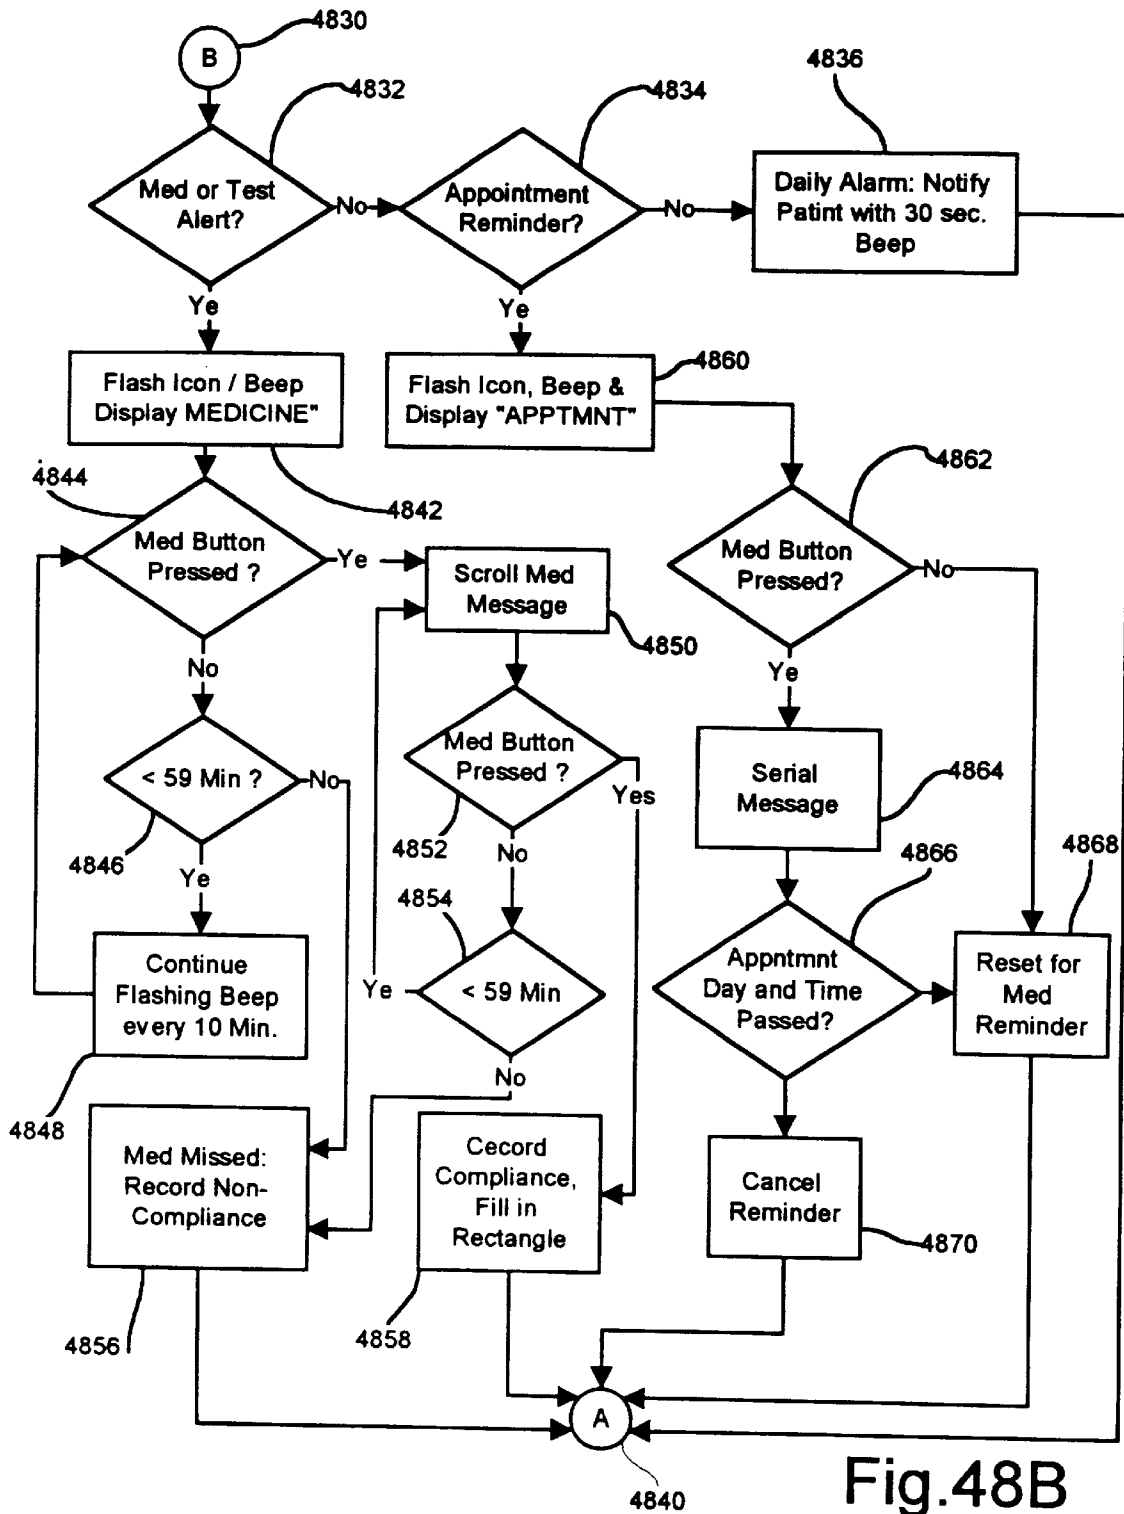 4830
B
4832
4834
4836
Med or Test
Alert?
No
Appointment
Reminder?
No
Daily Alarm: Notify
Patint with 30 sec.
Beep
Ye
Ye
Flash Icon / Beep
Display MEDICINE"
4842
Flash Icon, Beep &
Display "APPTMNT"
4860
4844
Med Button
Pressed ?
Ye
Scroll Med
Message
4850
4862
Med Button
Pressed?
No
No
Ye
< 59 Min ?
No
4846
Med Button
Pressed ?
4852
Yes
Serial
Message
4864
Ye
No
4854
4866
4868
Continue
Flashing Beep
every 10 Min.
4848
Ye
< 59 Min
No
Appntmnt
Day and Time
Passed?
Reset for
Med
Reminder
Med Missed:
Record Non-
Compliance
4856
Cecord
Compliance,
Fill in
Rectangle
4858
Cancel
Reminder
4870
A
4840
Fig.48B